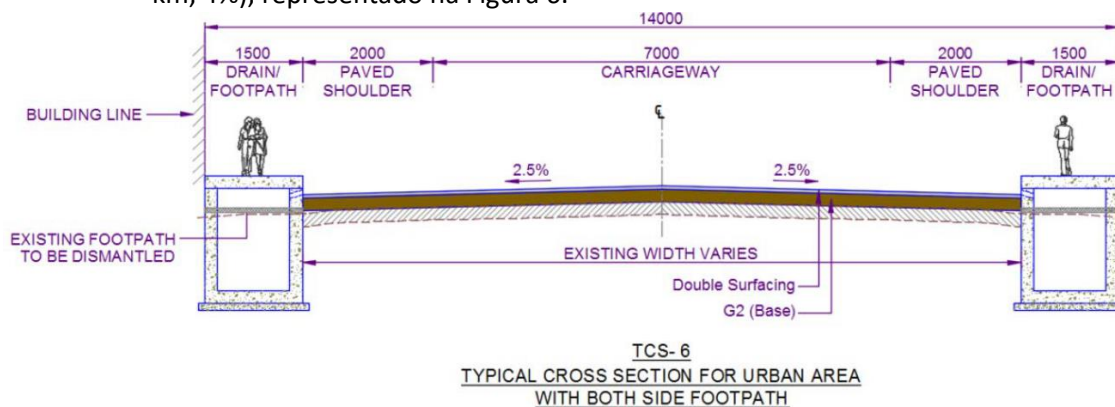 km, 4%), representado na Figura 6.
14000
1500
2000
7000
2000
1500
DRAIN/
FOOTPATH
PAVED
SHOULDER
CARRIAGEWAY
PAVED
SHOULDER
DRAIN/
FOOTPATH
BUILDING LINE
℄
2.5%
2.5%
EXISTING FOOTPATH
TO BE DISMANTLED
EXISTING WIDTH VARIES
Double Surfacing
G2 (Base)
TCS- 6
TYPICAL CROSS SECTION FOR URBAN AREA
WITH BOTH SIDE FOOTPATH